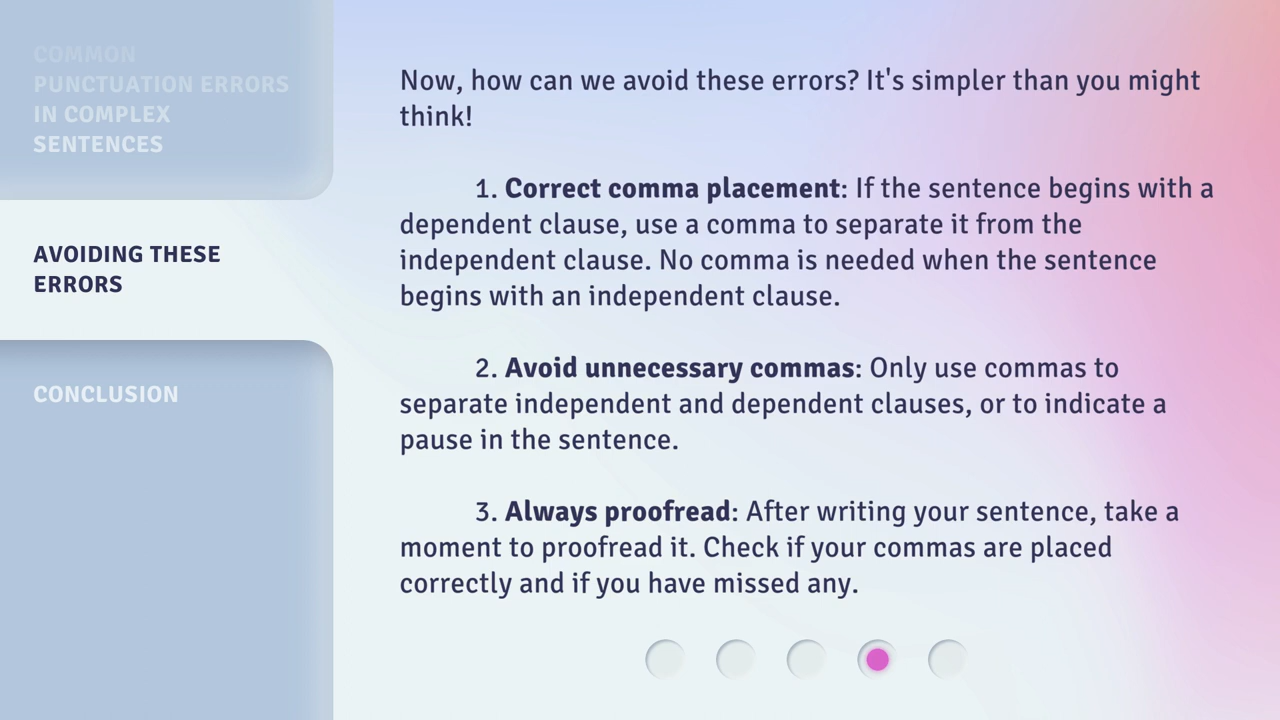 COMMON
PUNCTUATION ERRORS
IN COMPLEX
SENTENCES
AVOIDING THESE
ERRORS
CONCLUSION
Now, how can we avoid these errors? It's simpler than you might
think!
1. Correct comma placement: If the sentence begins with a
dependent clause, use a comma to separate it from the
independent clause. No comma is needed when the sentence
begins with an independent clause.
2. Avoid unnecessary commas: Only use commas to
separate independent and dependent clauses, or to indicate a
pause in the sentence.
3. Always proofread: After writing your sentence, take a
moment to proofread it. Check if your commas are placed
correctly and if you have missed any.